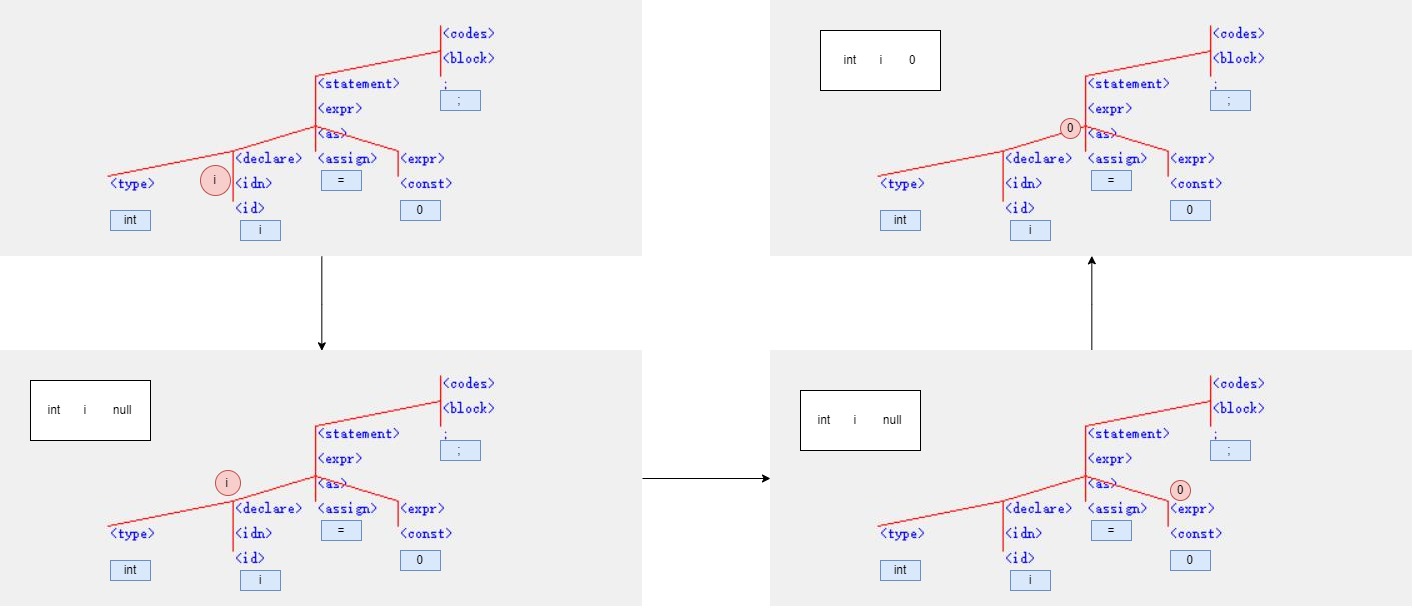 <codes>
<block>
<statement>
;
;
<expr>
<as>
<declare> <assign> <expr>
<type> i <idn> = <const>
int <id> 0
i
int i 0
<codes>
<block>
<statement>
;
;
<expr>
0 <as>
<declare> <assign> <expr>
<type> <idn> = <const>
int <id> 0
i
int i null
<codes>
<block>
<statement>
;
;
<expr>
i <as>
<declare> <assign> <expr>
<type> <idn> = <const>
int <id> 0
i
int i null
<codes>
<block>
<statement>
;
;
<expr>
<as> 0
<declare> <assign> <expr>
<type> <idn> = <const>
int <id> 0
i